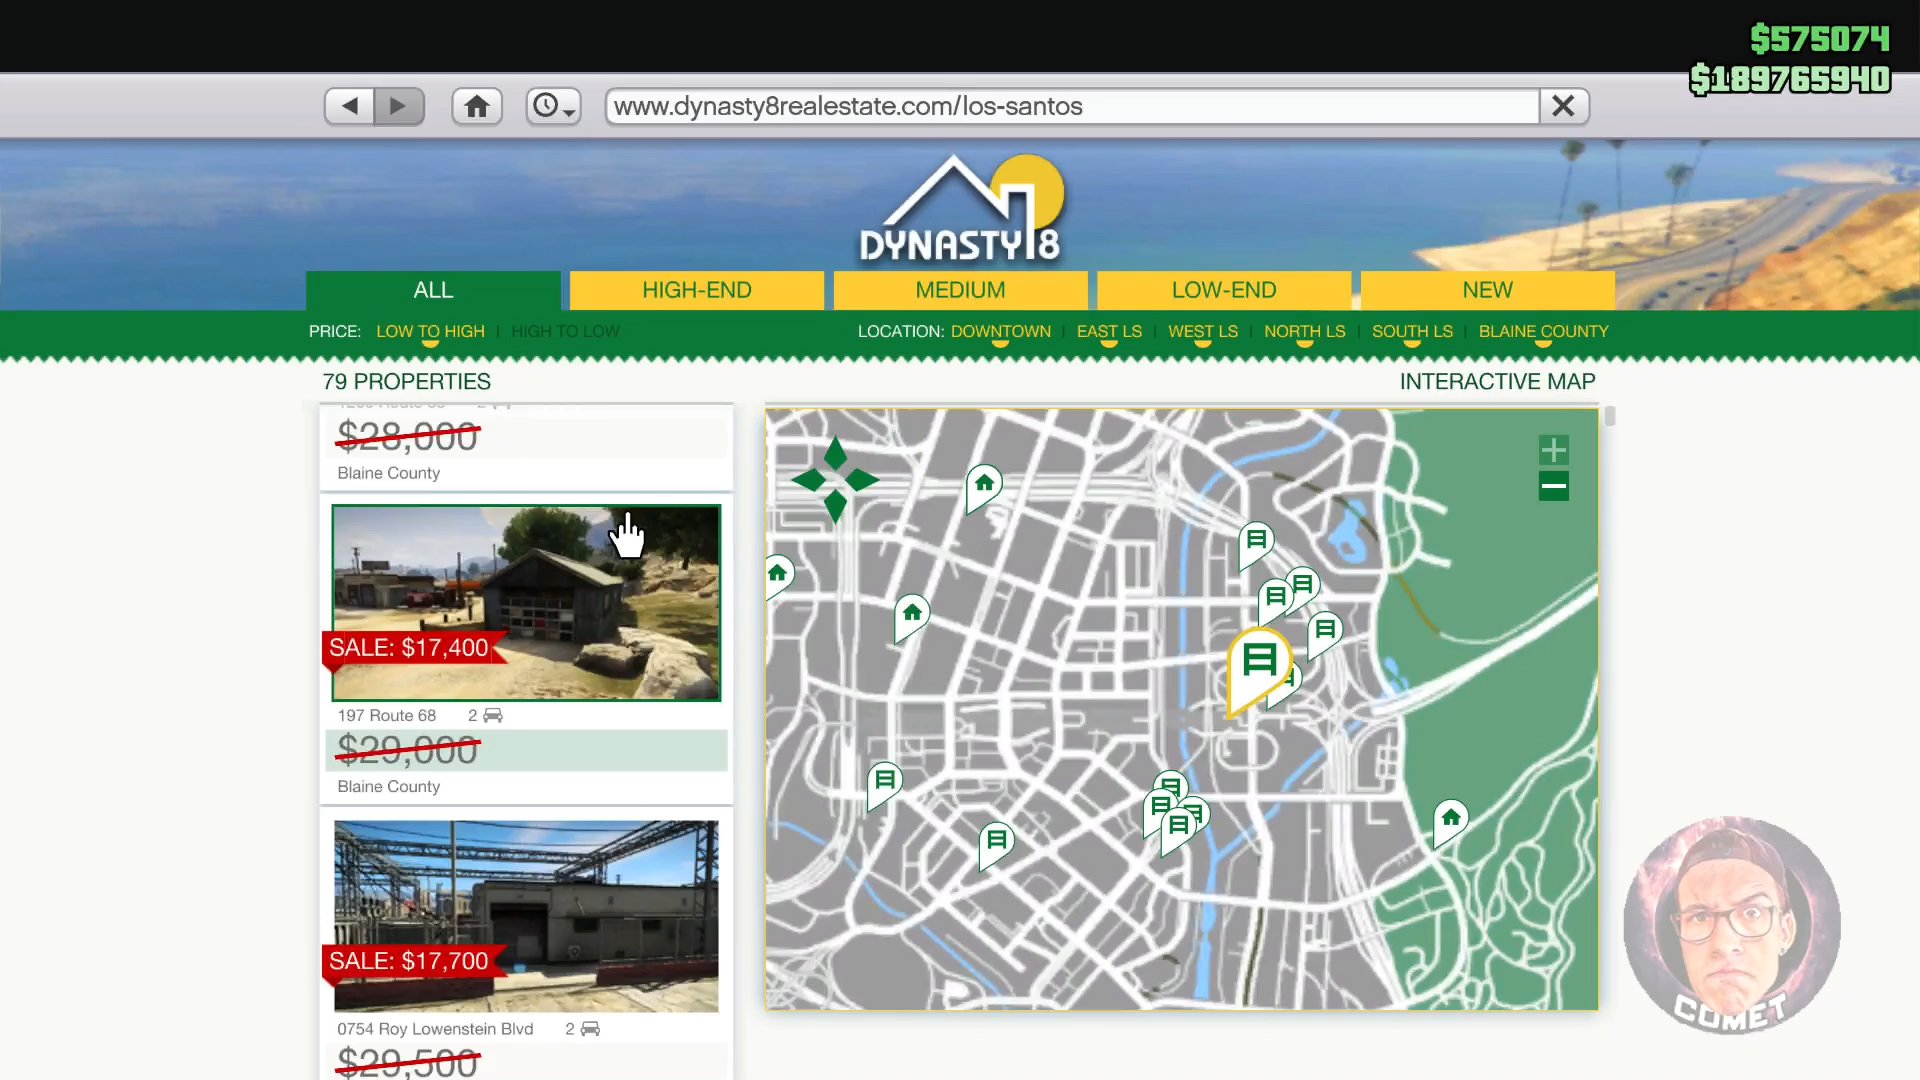 $575074
$189765940
www.dynasty8realestate.com/los-santos
DYNASTY 8
ALL
HIGH-END
MEDIUM
LOW-END
NEW
PRICE: LOW TO HIGH | HIGH TO LOW
LOCATION: DOWNTOWN | EAST LS | WEST LS | NORTH LS | SOUTH LS | BLAINE COUNTY
79 PROPERTIES
INTERACTIVE MAP
$28,000
Blaine County
SALE: $17,400
197 Route 68 2
$29,000
Blaine County
SALE: $17,700
0754 Roy Lowenstein Blvd 2
$29,500
COMET